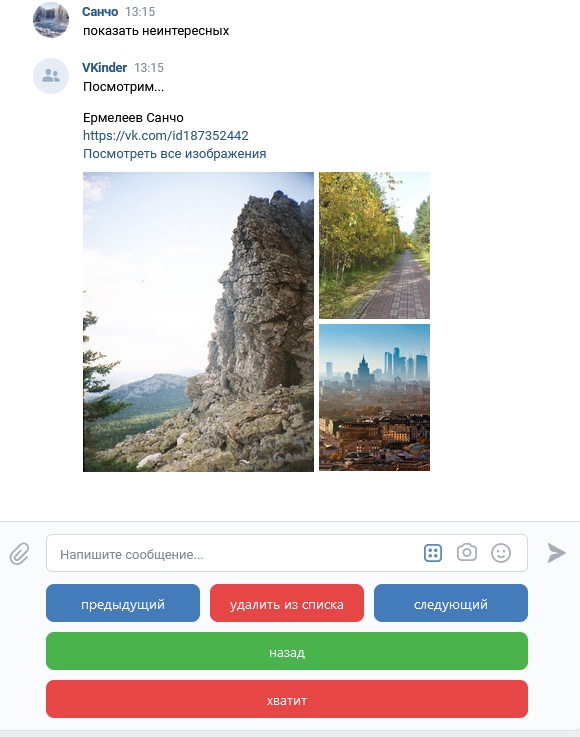 Санчо 13:15
показать неинтересных
VKinder 13:15
Посмотрим...
Ермелеев Санчо
https://vk.com/id187352442
Посмотреть все изображения
Напишите сообщение...
предыдущий
удалить из списка
следующий
назад
хватит